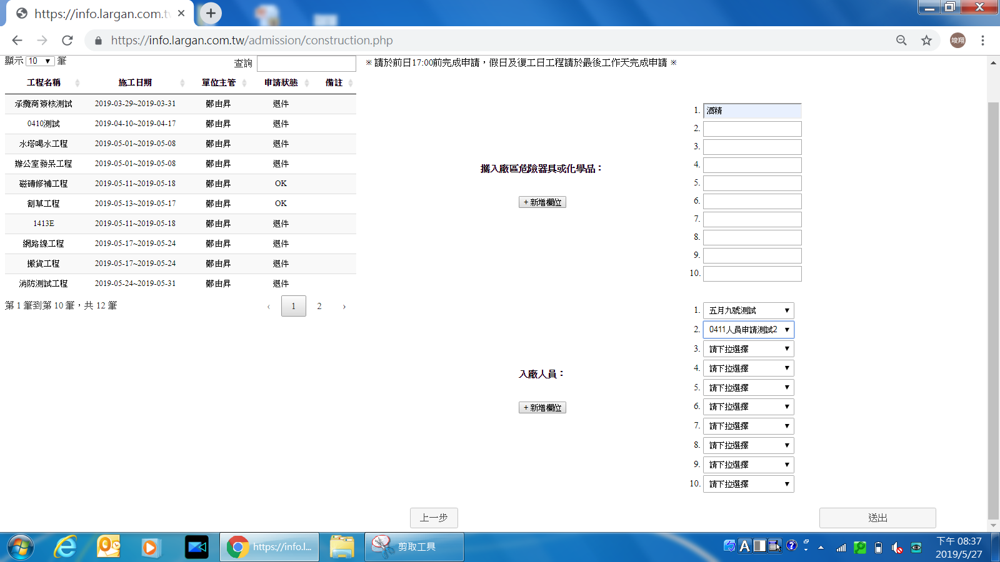 https://info.largan.com.tw
https://info.largan.com.tw/admission/construction.php
竣翔
顯示 10 筆
查詢
※ 請於前日17:00前完成申請，假日及復工日工程請於最後工作天完成申請 ※
工程名稱 施工日期 單位主管 申請狀態 備註
承攬商簽核測試 2019-03-29~2019-03-31 鄭由昇 退件
0410測試 2019-04-10~2019-04-17 鄭由昇 退件
水塔喝水工程 2019-05-01~2019-05-08 鄭由昇 退件
辦公室發呆工程 2019-05-01~2019-05-08 鄭由昇 退件
磁磚修補工程 2019-05-11~2019-05-18 鄭由昇 OK
割草工程 2019-05-13~2019-05-17 鄭由昇 OK
1413E 2019-05-11~2019-05-18 鄭由昇 退件
網路線工程 2019-05-17~2019-05-24 鄭由昇 退件
搬貨工程 2019-05-17~2019-05-24 鄭由昇 退件
消防測試工程 2019-05-24~2019-05-31 鄭由昇 退件
第 1 筆到第 10 筆，共 12 筆
‹ 1 2 ›
攜入廠區危險器具或化學品：
+ 新增欄位
1. 酒精
2.
3.
4.
5.
6.
7.
8.
9.
10.
入廠人員：
+ 新增欄位
1. 五月九號測試
2. 0411人員申請測試2
3. 請下拉選擇
4. 請下拉選擇
5. 請下拉選擇
6. 請下拉選擇
7. 請下拉選擇
8. 請下拉選擇
9. 請下拉選擇
10. 請下拉選擇
上一步
送出
https://info.l...
剪取工具
A
下午 08:37
2019/5/27